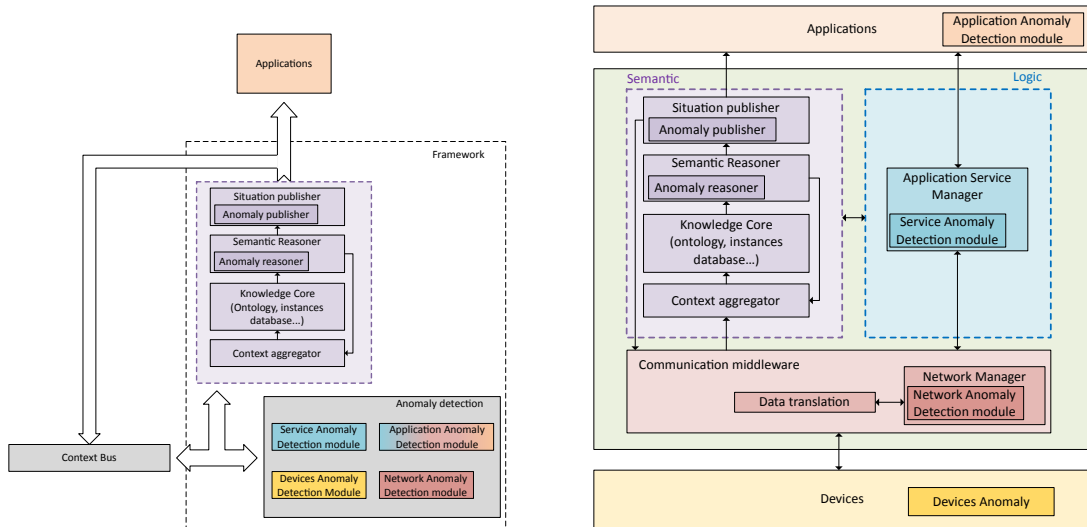 Applications
Framework
Situation publisher
Anomaly publisher
Semantic Reasoner
Anomaly reasoner
Knowledge Core
(Ontology, instances
database...)
Context aggregator
Anomaly detection
Service Anomaly
Detection module
Application Anomaly
Detection module
Devices Anomaly
Detection Module
Network Anomaly
Detection module
Context Bus
Applications
Application Anomaly
Detection module
Semantic
Logic
Situation publisher
Anomaly publisher
Semantic Reasoner
Anomaly reasoner
Knowledge Core
(ontology, instances
database...)
Context aggregator
Application Service
Manager
Service Anomaly
Detection module
Communication middleware
Data translation
Network Manager
Network Anomaly
Detection module
Devices
Devices Anomaly